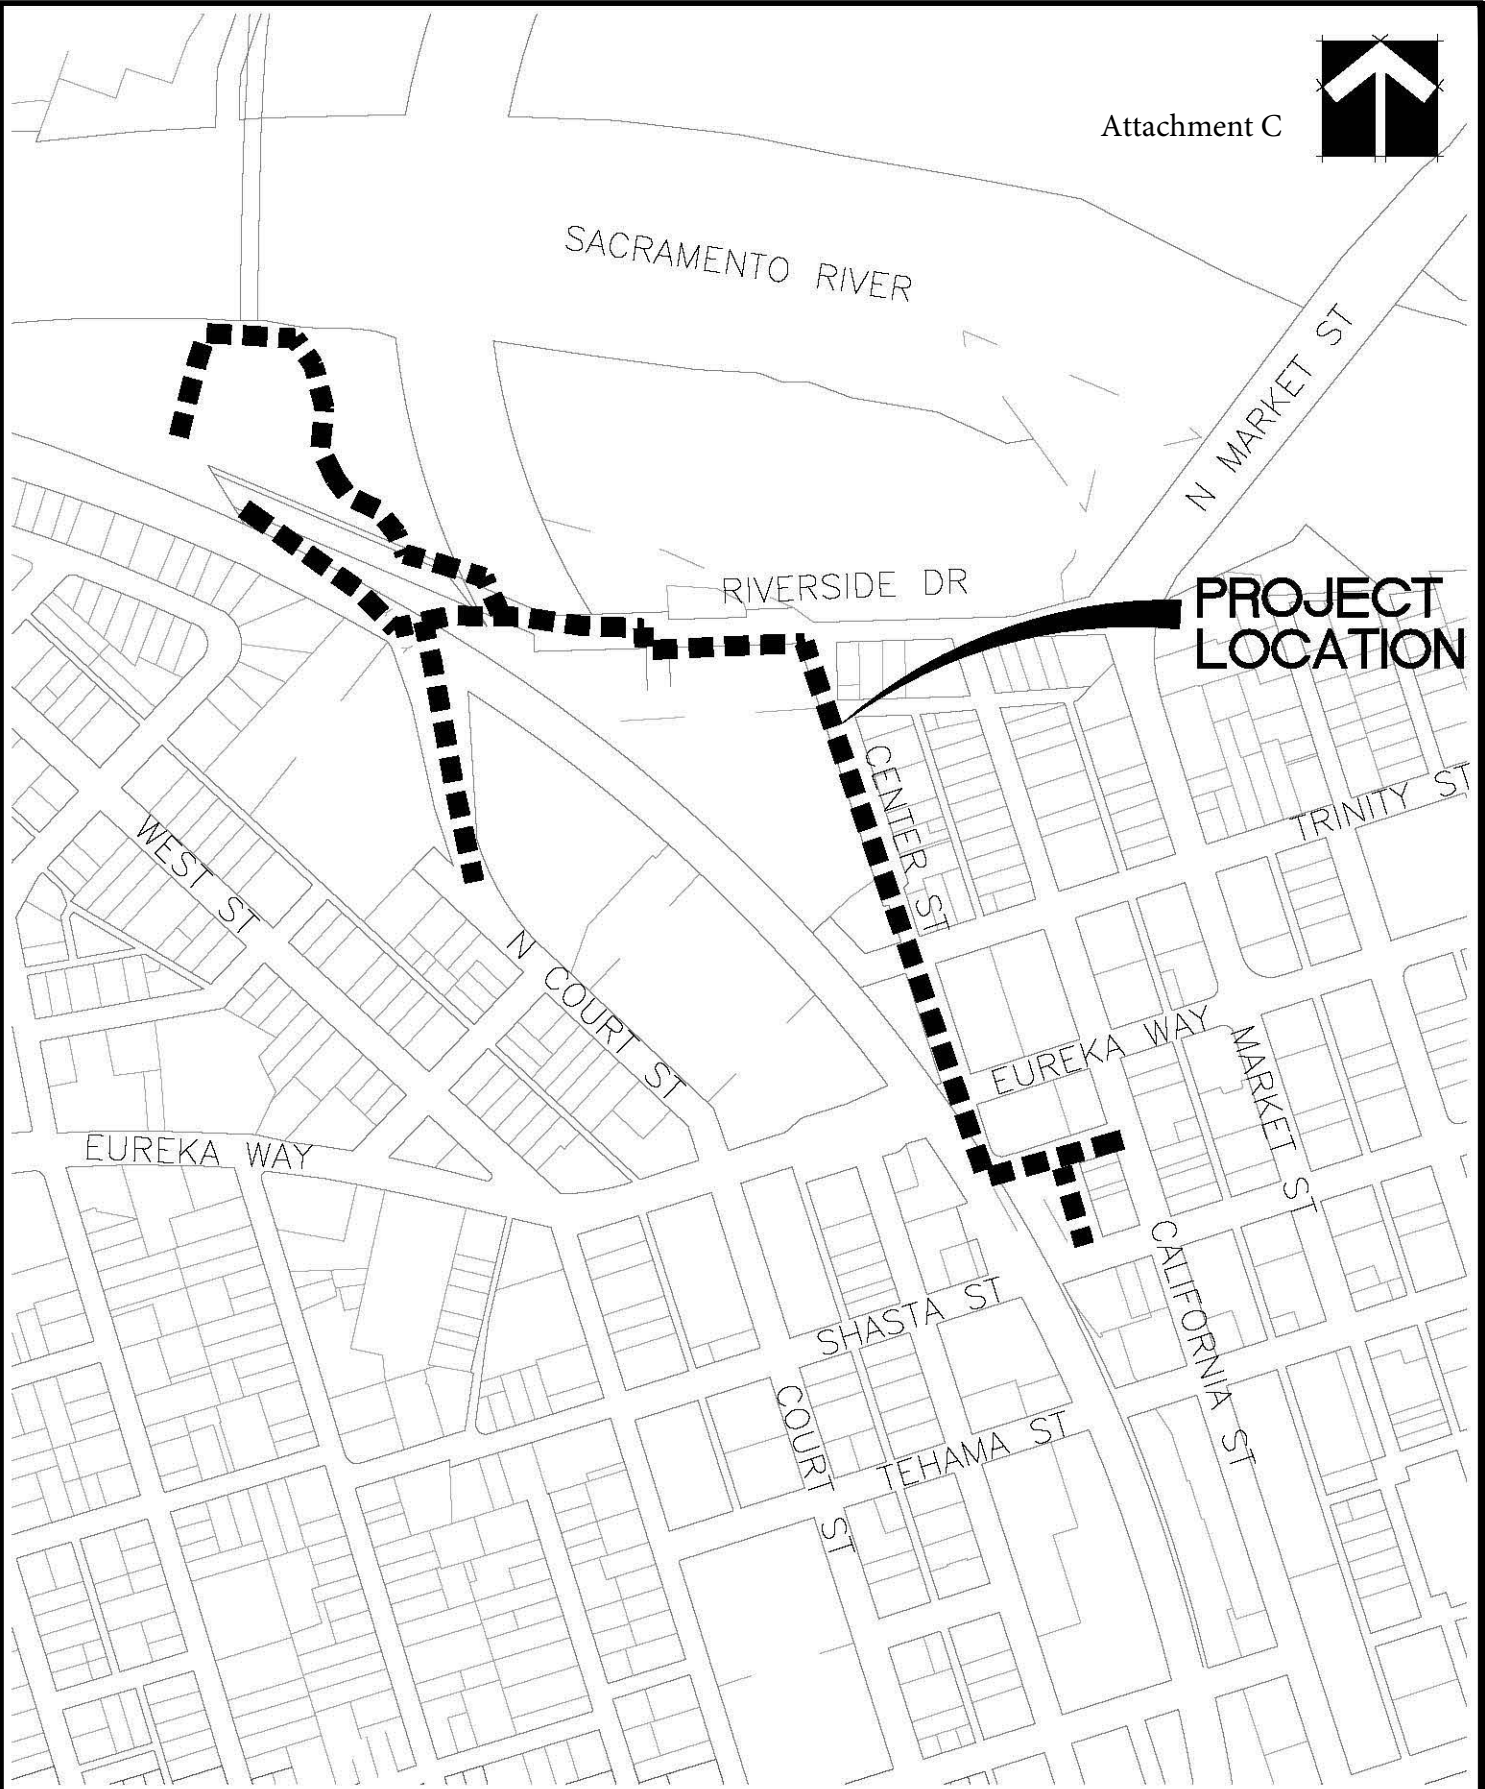 Attachment C
SACRAMENTO RIVER
N MARKET ST
RIVERSIDE DR
PROJECT
LOCATION
CENTER ST
TRINITY ST
WEST ST
N COURT ST
EUREKA WAY
MARKET ST
EUREKA WAY
CALIFORNIA ST
SHASTA ST
COURT ST
TEHAMA ST